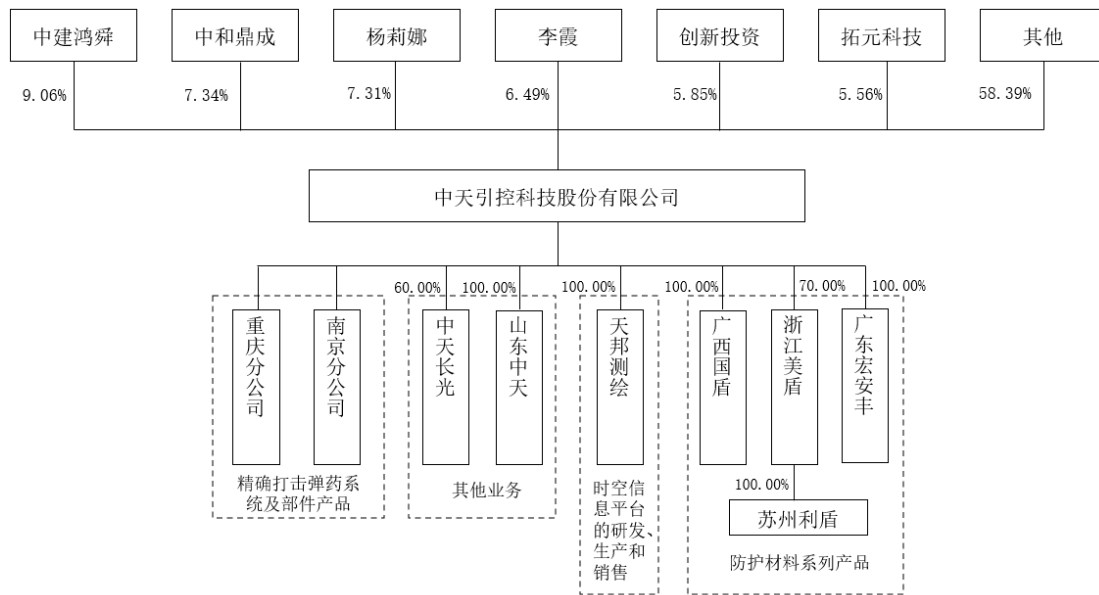 中建鸿舜
中和鼎成
杨莉娜
李霞
创新投资
拓元科技
其他
9.06%
7.34%
7.31%
6.49%
5.85%
5.56%
58.39%
中天引控科技股份有限公司
60.00%
100.00%
100.00%
100.00%
70.00%
100.00%
重庆分公司
南京分公司
中天长光
山东中天
天邦测绘
广西国盾
浙江美盾
广东宏安丰
精确打击弹药系
统及部件产品
其他业务
时空信
息平台
的研发、
生产和
销售
100.00%
苏州利盾
防护材料系列产品